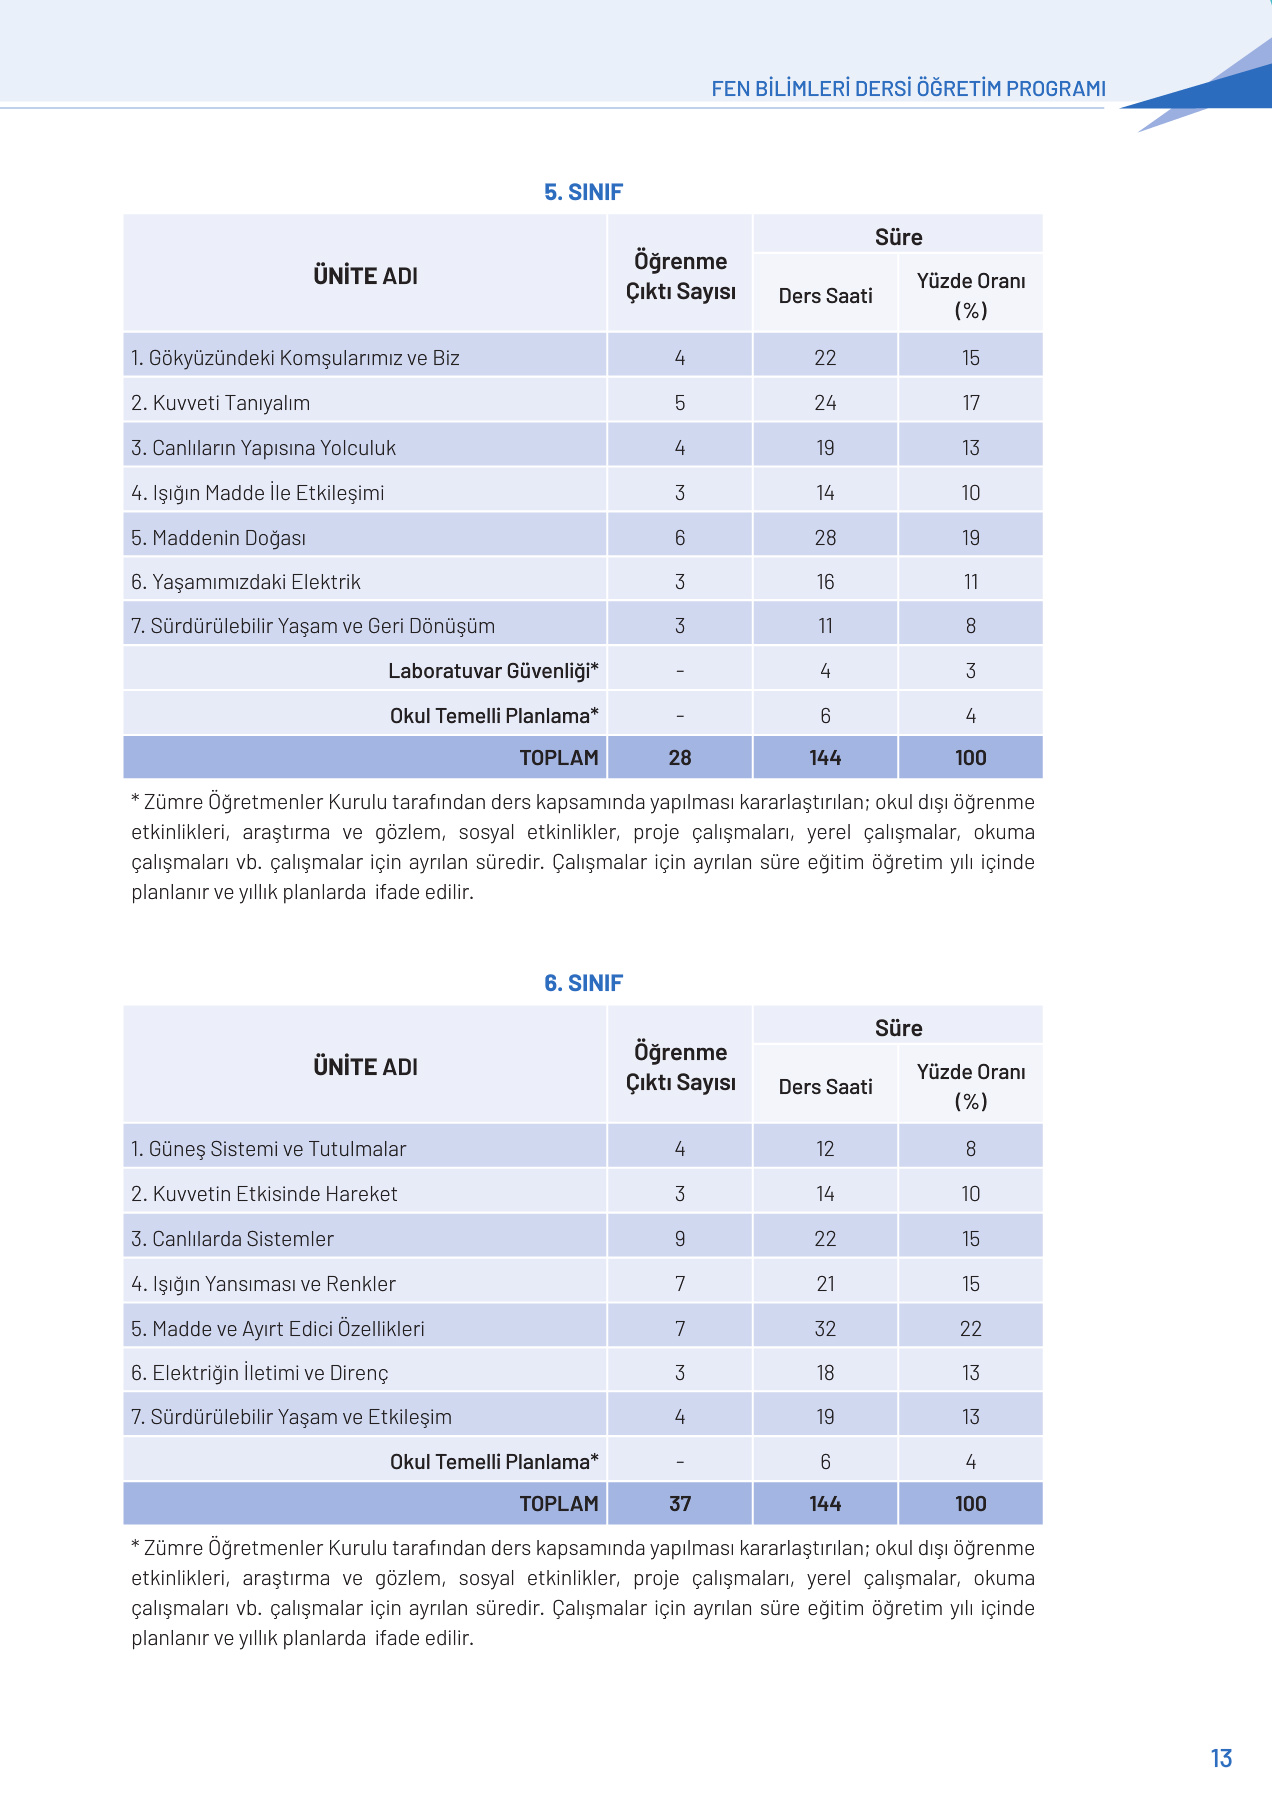 FEN BİLİMLERİ DERSİ ÖĞRETİM PROGRAMI
5. SINIF
ÜNİTE ADI
Öğrenme
Çıktı Sayısı
Süre
Ders Saati
Yüzde Oranı
(%)
1. Gökyüzündeki Komşularımız ve Biz 4 22 15
2. Kuvveti Tanıyalım 5 24 17
3. Canlıların Yapısına Yolculuk 4 19 13
4. Işığın Madde İle Etkileşimi 3 14 10
5. Maddenin Doğası 6 28 19
6. Yaşamımızdaki Elektrik 3 16 11
7. Sürdürülebilir Yaşam ve Geri Dönüşüm 3 11 8
Laboratuvar Güvenliği* - 4 3
Okul Temelli Planlama* - 6 4
TOPLAM 28 144 100
* Zümre Öğretmenler Kurulu tarafından ders kapsamında yapılması kararlaştırılan; okul dışı öğrenme
etkinlikleri, araştırma ve gözlem, sosyal etkinlikler, proje çalışmaları, yerel çalışmalar, okuma
çalışmaları vb. çalışmalar için ayrılan süredir. Çalışmalar için ayrılan süre eğitim öğretim yılı içinde
planlanır ve yıllık planlarda ifade edilir.
6. SINIF
ÜNİTE ADI
Öğrenme
Çıktı Sayısı
Süre
Ders Saati
Yüzde Oranı
(%)
1. Güneş Sistemi ve Tutulmalar 4 12 8
2. Kuvvetin Etkisinde Hareket 3 14 10
3. Canlılarda Sistemler 9 22 15
4. Işığın Yansıması ve Renkler 7 21 15
5. Madde ve Ayırt Edici Özellikleri 7 32 22
6. Elektriğin İletimi ve Direnç 3 18 13
7. Sürdürülebilir Yaşam ve Etkileşim 4 19 13
Okul Temelli Planlama* - 6 4
TOPLAM 37 144 100
* Zümre Öğretmenler Kurulu tarafından ders kapsamında yapılması kararlaştırılan; okul dışı öğrenme
etkinlikleri, araştırma ve gözlem, sosyal etkinlikler, proje çalışmaları, yerel çalışmalar, okuma
çalışmaları vb. çalışmalar için ayrılan süredir. Çalışmalar için ayrılan süre eğitim öğretim yılı içinde
planlanır ve yıllık planlarda ifade edilir.
13